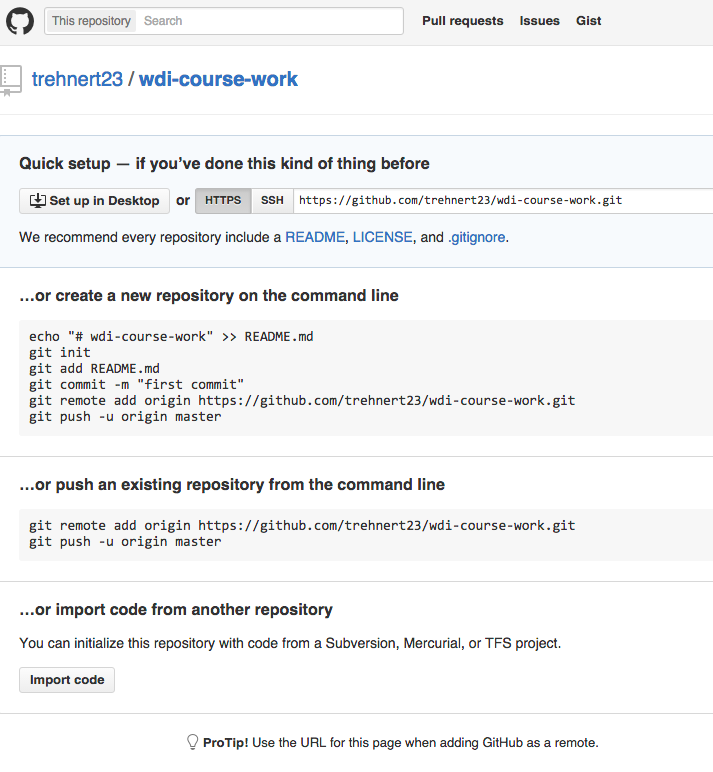 This repository Search Pull requests Issues Gist
trehnert23 / wdi-course-work
Quick setup — if you’ve done this kind of thing before
Set up in Desktop or HTTPS SSH https://github.com/trehnert23/wdi-course-work.git
We recommend every repository include a README, LICENSE, and .gitignore.
…or create a new repository on the command line
echo "# wdi-course-work" >> README.md
git init
git add README.md
git commit -m "first commit"
git remote add origin https://github.com/trehnert23/wdi-course-work.git
git push -u origin master
…or push an existing repository from the command line
git remote add origin https://github.com/trehnert23/wdi-course-work.git
git push -u origin master
…or import code from another repository
You can initialize this repository with code from a Subversion, Mercurial, or TFS project.
Import code
ProTip! Use the URL for this page when adding GitHub as a remote.